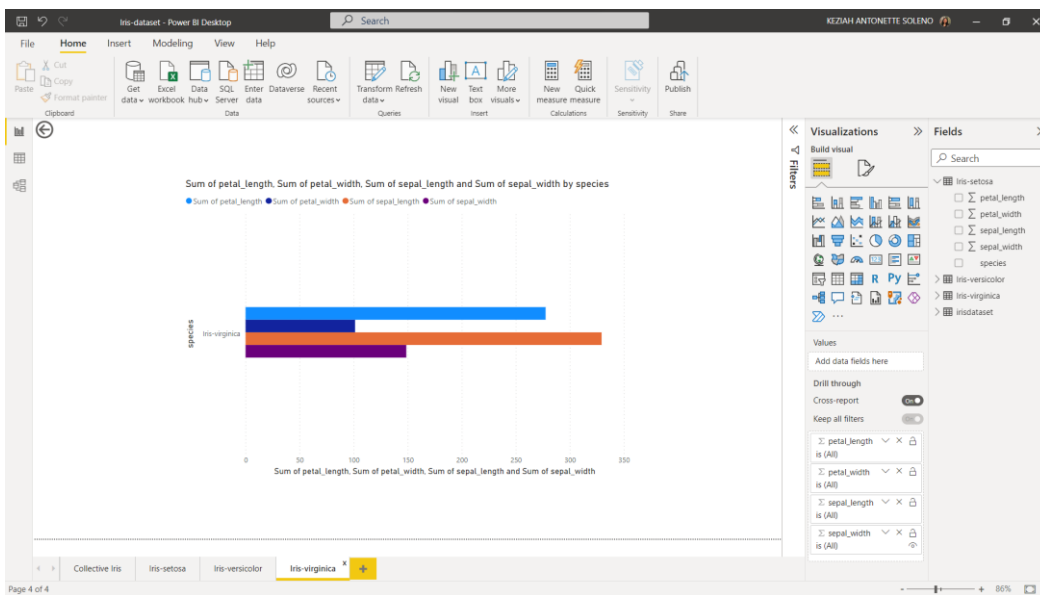 Iris-dataset - Power BI Desktop
Search
KEZIAH ANTONETTE SOLENO
File Home Insert Modeling View Help
Paste
Cut
Copy
Format painter
Get data
Excel workbook
Data hub
SQL Server
Enter data
Dataverse
Recent sources
Transform data
Refresh
New visual
Text box
More visuals
New measure
Quick measure
Sensitivity
Publish
Clipboard Data Queries Insert Calculations Sensitivity Share
Sum of petal_length, Sum of petal_width, Sum of sepal_length and Sum of sepal_width by species
Sum of petal_length Sum of petal_width Sum of sepal_length Sum of sepal_width
species
Iris-virginica
0 50 100 150 200 250 300 350
Sum of petal_length, Sum of petal_width, Sum of sepal_length and Sum of sepal_width
Filters
Visualizations
Build visual
R Py
Values
Add data fields here
Drill through
Cross-report On
Keep all filters
Σ petal_length
is (All)
Σ petal_width
is (All)
Σ sepal_length
is (All)
Σ sepal_width
is (All)
Fields
Search
Iris-setosa
Σ petal_length
Σ petal_width
Σ sepal_length
Σ sepal_width
species
Iris-versicolor
Iris-virginica
irisdataset
Collective Iris Iris-setosa Iris-versicolor Iris-virginica x +
Page 4 of 4
- + 86%